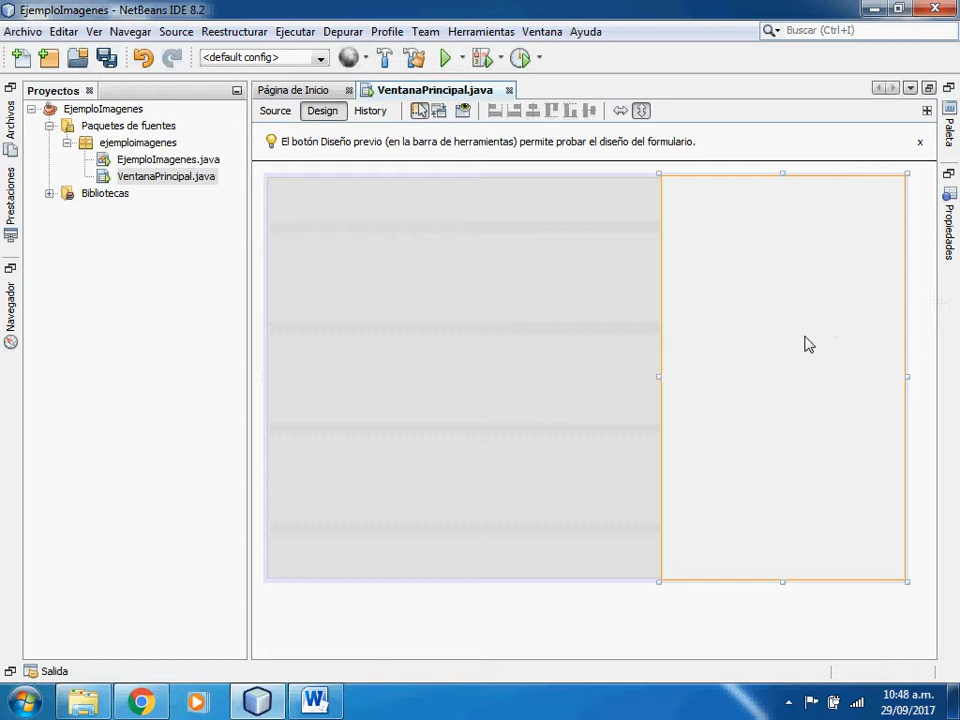 EjemploImagenes - NetBeans IDE 8.2
Archivo Editar Ver Navegar Source Reestructurar Ejecutar Depurar Profile Team Herramientas Ventana Ayuda
Buscar (Ctrl+I)
<default config>
Proyectos
Página de Inicio
VentanaPrincipal.java
Source Design History
El botón Diseño previo (en la barra de herramientas) permite probar el diseño del formulario.
x
EjemploImagenes
Paquetes de fuentes
ejemploimagenes
EjemploImagenes.java
VentanaPrincipal.java
Bibliotecas
Archivos
Prestaciones
Navegador
Paleta
Propiedades
Salida
10:48 a.m.
29/09/2017